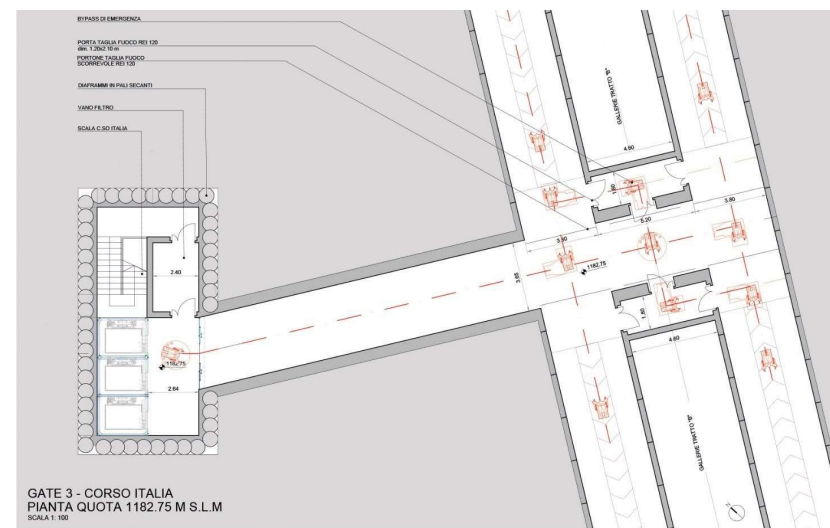 BYPASS DI EMERGENZA
PORTA TAGLIA FUOCO REI 120
dim. 1.20x2.10 m
PORTONE TAGLIA FUOCO
SCORREVOLE REI 120
DIAFRAMMI IN PALI SECANTI
VANO FILTRO
SCALA C.SO ITALIA
GALLERIE TRATTO "B"
4.80
1.80
3.80
5.20
3.80
3.85
1182.75
1.80
4.80
2.40
1182.75
2.64
GALLERIE TRATTO "B"
GATE 3 - CORSO ITALIA
PIANTA QUOTA 1182.75 M S.L.M
SCALA 1: 100